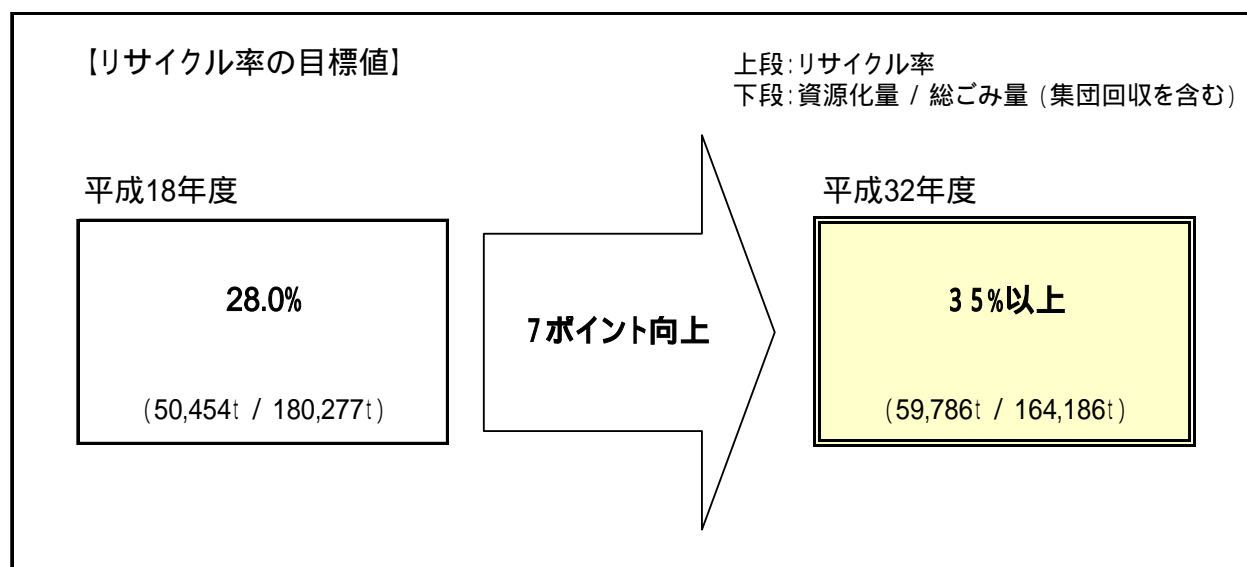 【リサイクル率の目標値】
上段:リサイクル率
下段:資源化量 / 総ごみ量 (集団回収を含む)
平成18年度
28.0%
(50,454t / 180,277t)
7ポイント向上
平成32年度
35%以上
(59,786t / 164,186t)